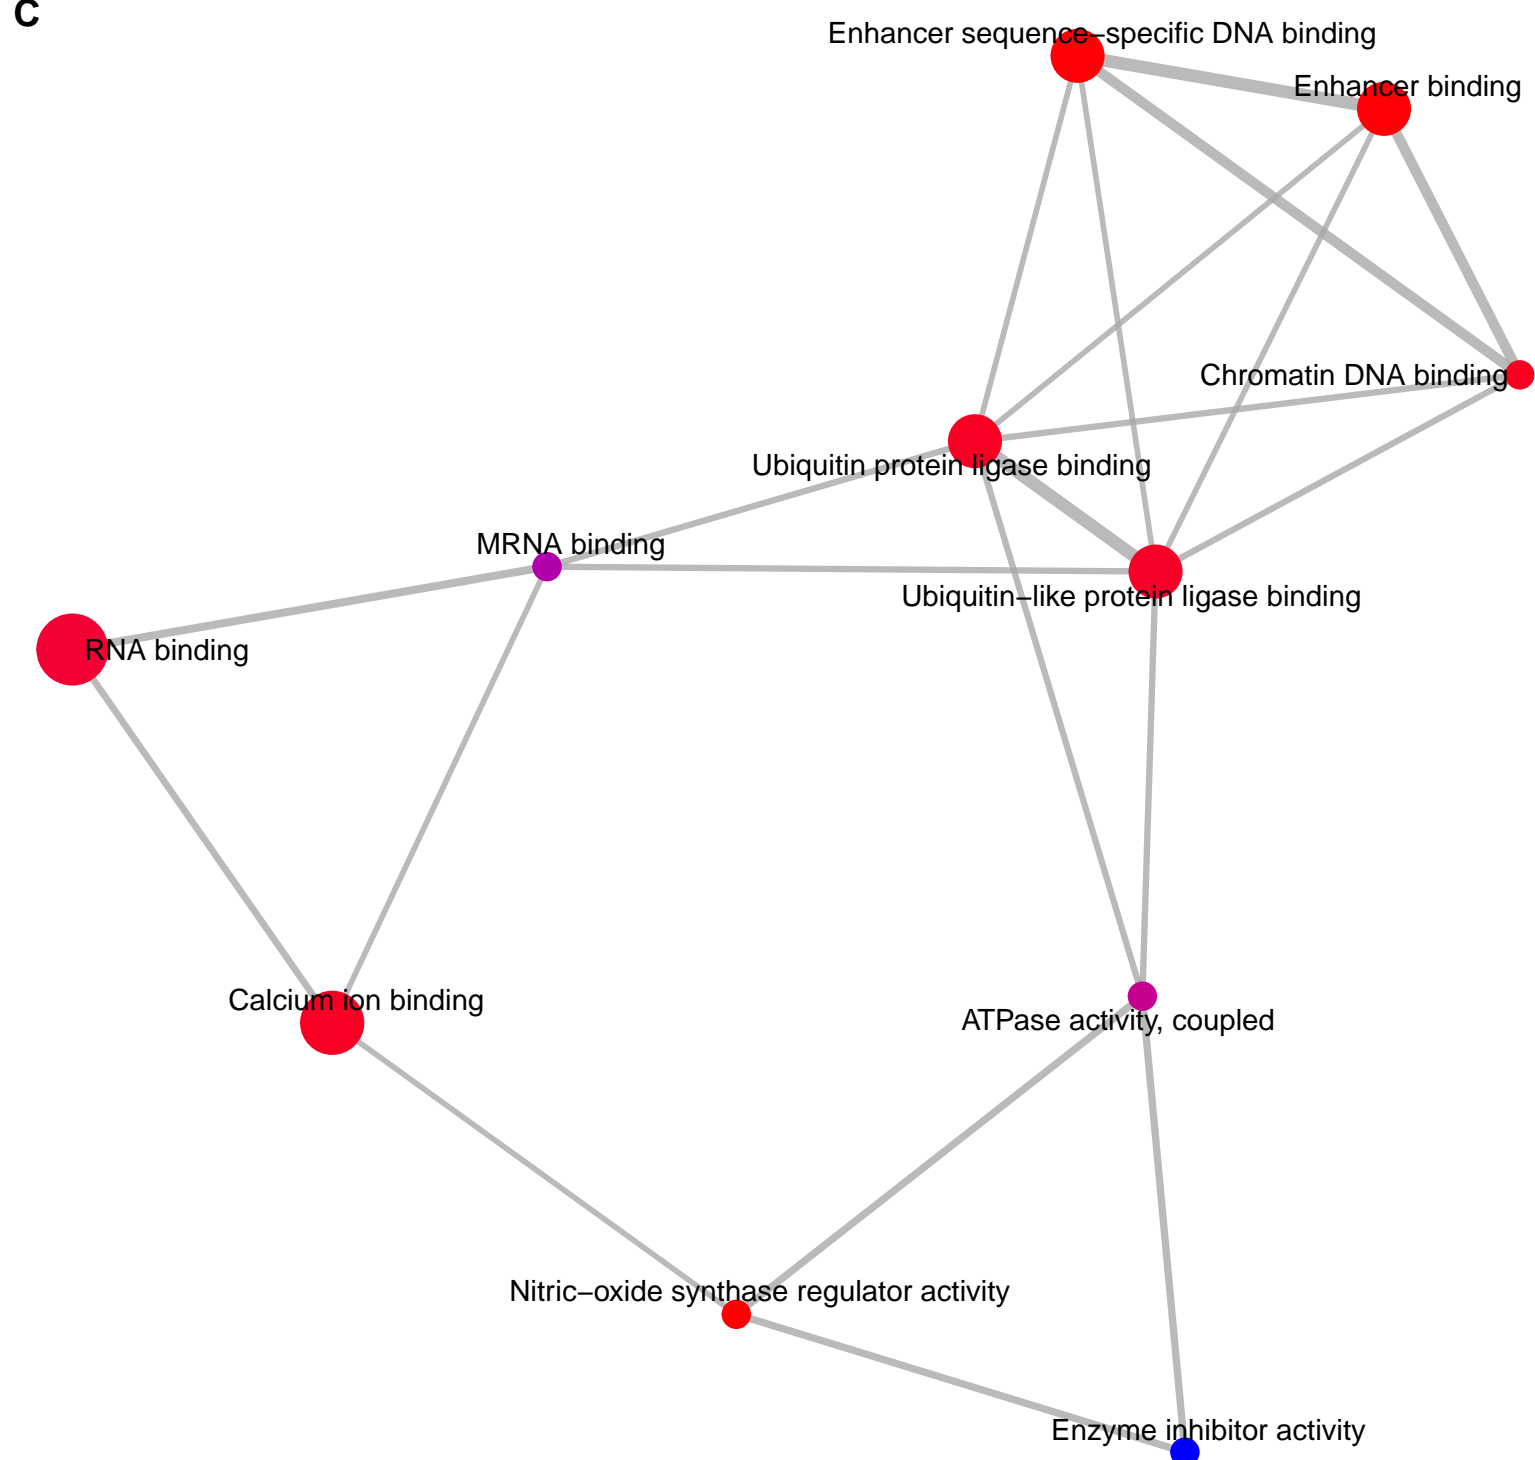 C
Enhancer sequence−specific DNA binding
Enhancer binding
Chromatin DNA binding
Ubiquitin protein ligase binding
MRNA binding
Ubiquitin−like protein ligase binding
RNA binding
Calcium ion binding
ATPase activity, coupled
Nitric−oxide synthase regulator activity
Enzyme inhibitor activity